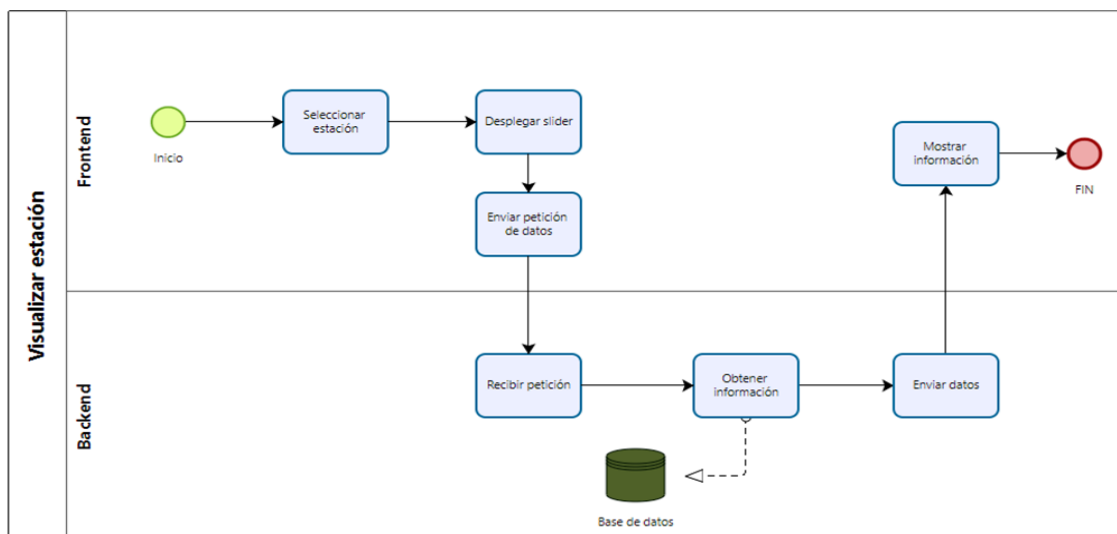 Visualizar estación
Frontend
Inicio
Seleccionar
estación
Desplegar slider
Enviar petición
de datos
Mostrar
información
FIN
Backend
Recibir petición
Obtener
información
Enviar datos
Base de datos